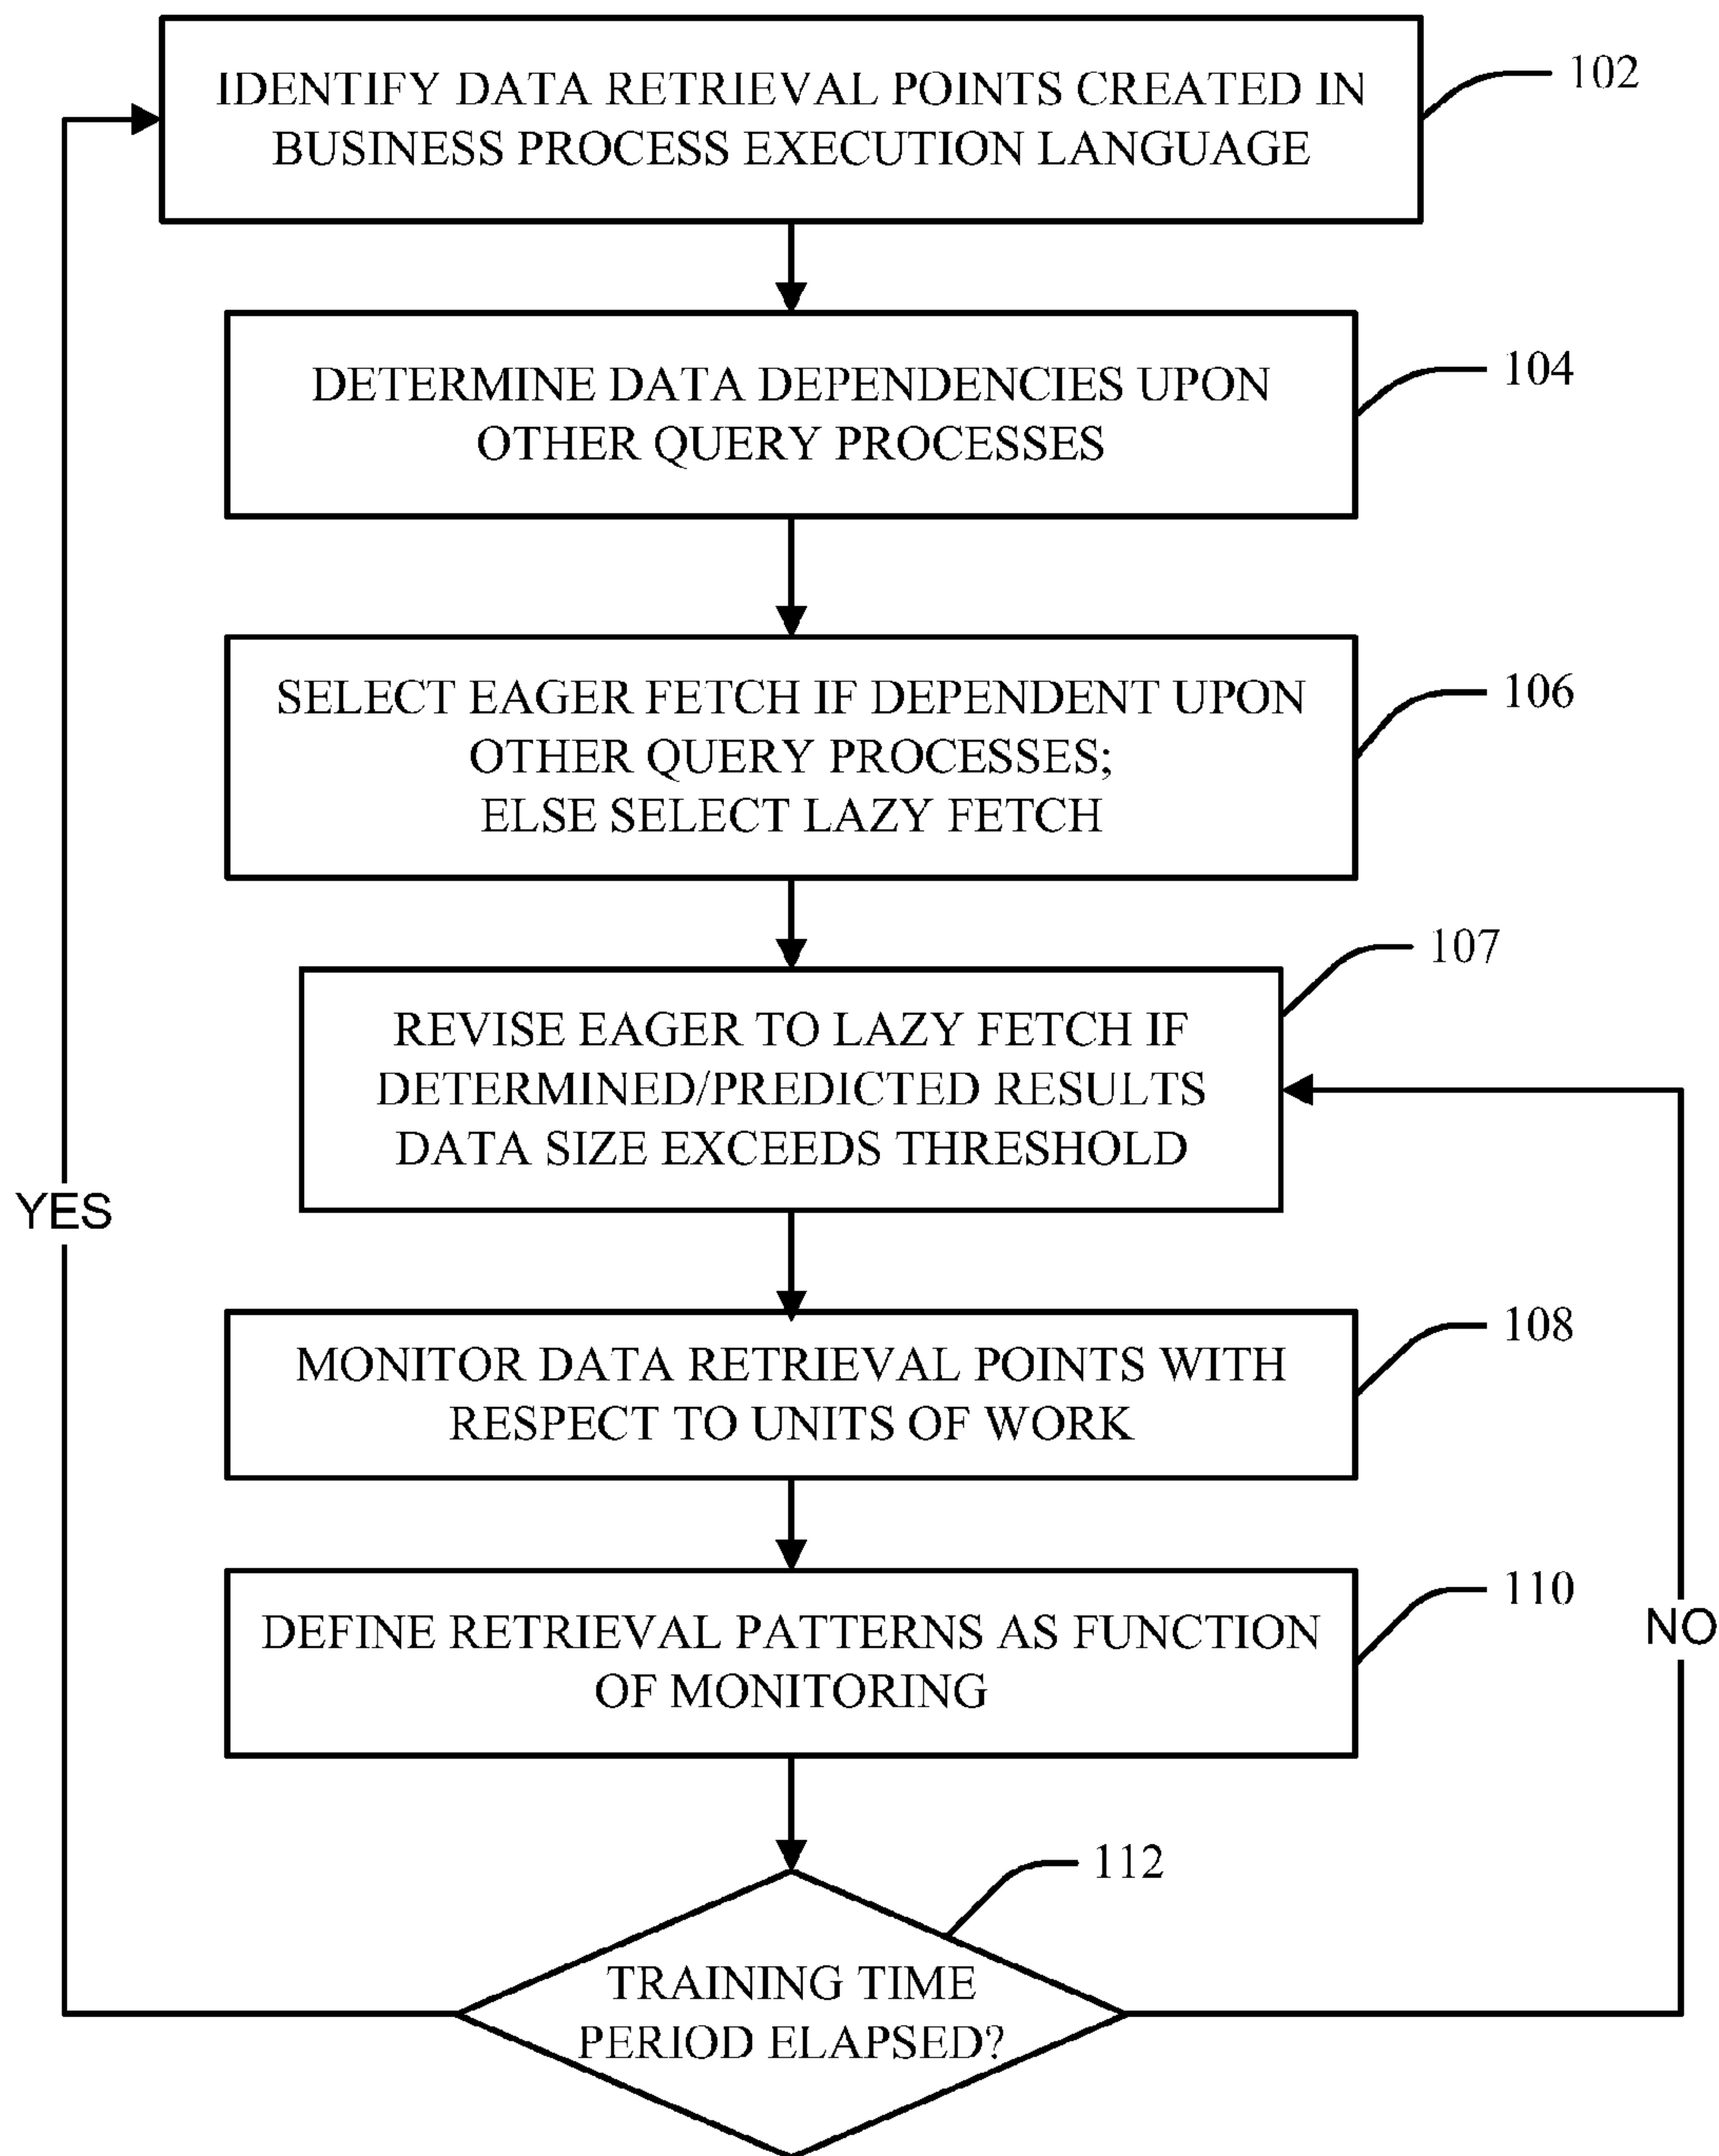 IDENTIFY DATA RETRIEVAL POINTS CREATED IN
BUSINESS PROCESS EXECUTION LANGUAGE
102
DETERMINE DATA DEPENDENCIES UPON
OTHER QUERY PROCESSES
104
SELECT EAGER FETCH IF DEPENDENT UPON
OTHER QUERY PROCESSES;
ELSE SELECT LAZY FETCH
106
REVISE EAGER TO LAZY FETCH IF
DETERMINED/PREDICTED RESULTS
DATA SIZE EXCEEDS THRESHOLD
107
YES
MONITOR DATA RETRIEVAL POINTS WITH
RESPECT TO UNITS OF WORK
108
DEFINE RETRIEVAL PATTERNS AS FUNCTION
OF MONITORING
110
NO
TRAINING TIME
PERIOD ELAPSED?
112